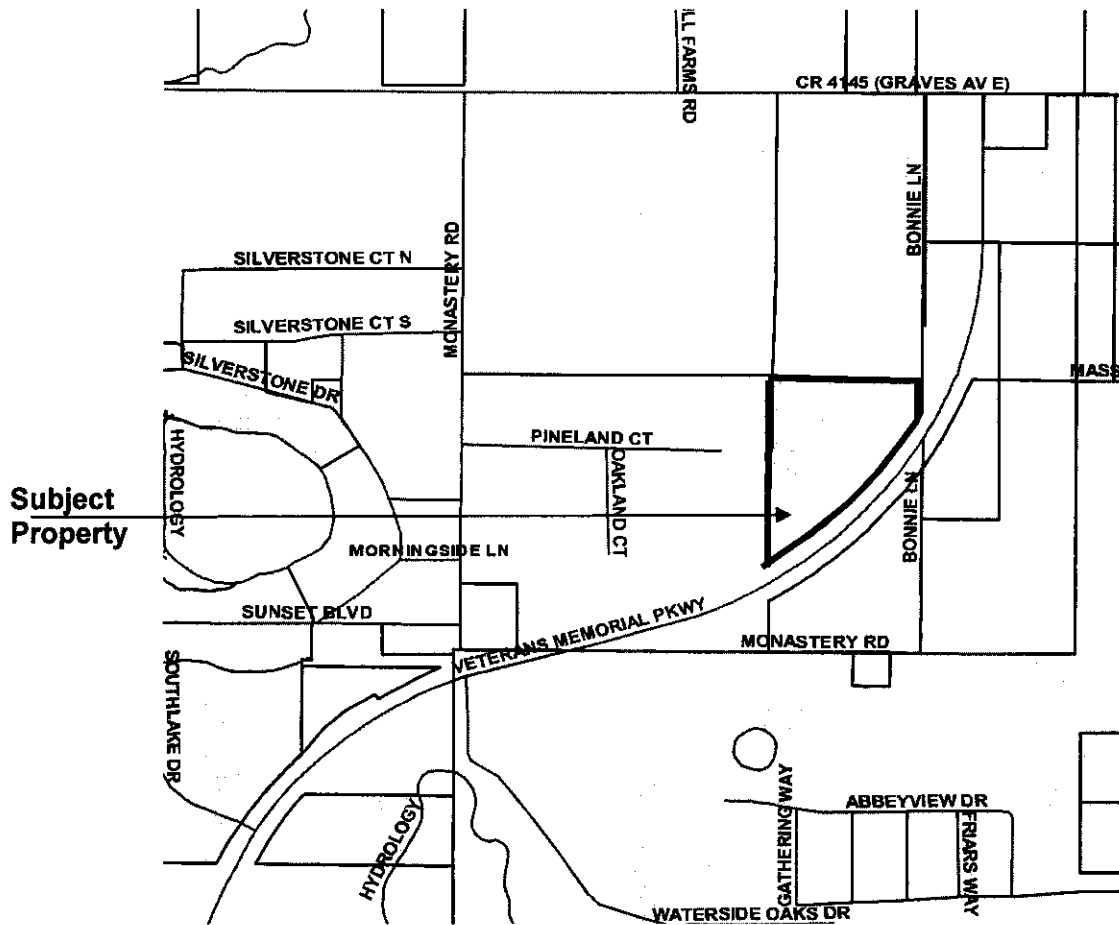 ILL FARMS RD
CR 4145 (GRAVES AV E)
BONNIE LN
MONASTERY RD
SILVERSTONE CT N
SILVERSTONE CT S
SILVERSTONE DR
MASS
PINELAND CT
OAKLAND CT
HYDROLOGY
Subject
Property
BONNIE LN
MORNINGSIDE LN
SUNSET BLVD
VETERANS MEMORIAL PKWY
MONASTERY RD
SOUTHLAKE DR
HYDROLOGY
GATHERING WAY
ABBEYVIEW DR
FRIARS WAY
WATERSIDE OAKS DR